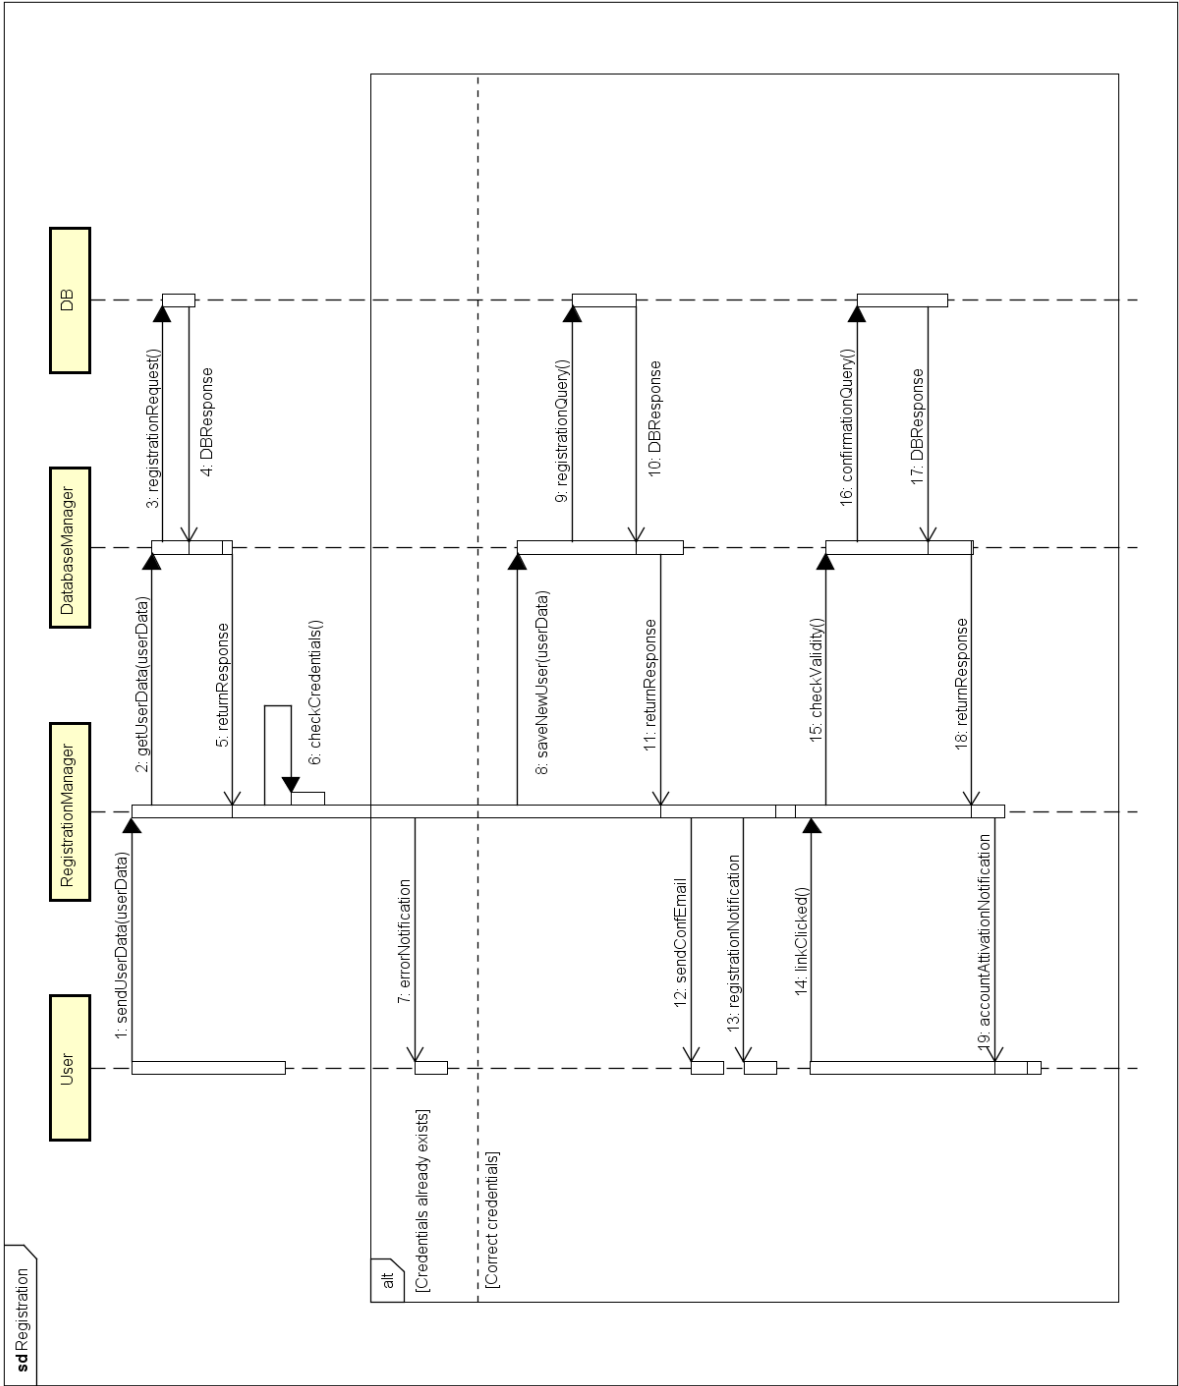 sd Registration
User
RegistrationManager
DatabaseManager
DB
1: sendUserData(userData)
2: getUserData(userData)
3: registrationRequest()
4: DBResponse
5: returnResponse
6: checkCredentials()
alt
[Credentials already exists]
7: errorNotification
[Correct credentials]
8: saveNewUser(userData)
9: registrationQuery()
10: DBResponse
11: returnResponse
12: sendConfEmail
13: registrationNotification
14: linkClicked()
15: checkValidity()
16: confirmationQuery()
17: DBResponse
18: returnResponse
19: accountAttivationNotification